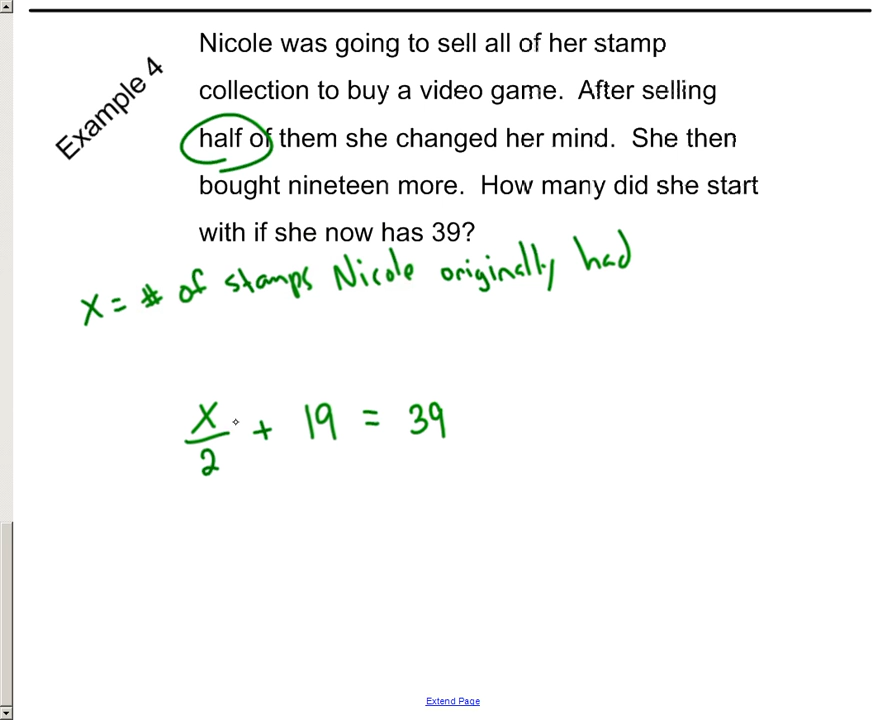 Example 4
Nicole was going to sell all of her stamp
collection to buy a video game. After selling
half of them she changed her mind. She then
bought nineteen more. How many did she start
with if she now has 39?
X = # of stamps Nicole originally had
X/2 + 19 = 39
Extend Page